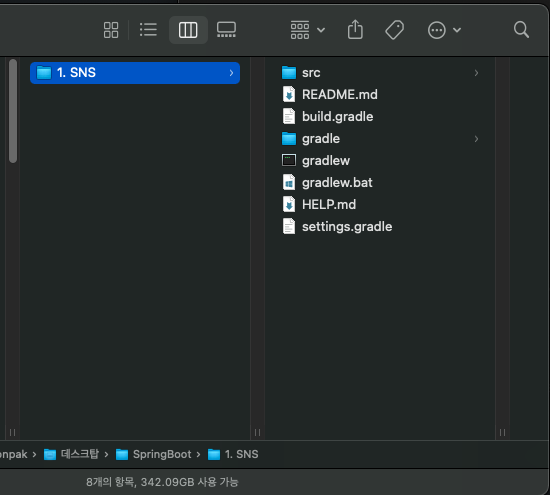 1. SNS
src
README.md
build.gradle
gradle
gradlew
gradlew.bat
HELP.md
settings.gradle
onpak › 데스크탑 › SpringBoot › 1. SNS
8개의 항목, 342.09GB 사용 가능